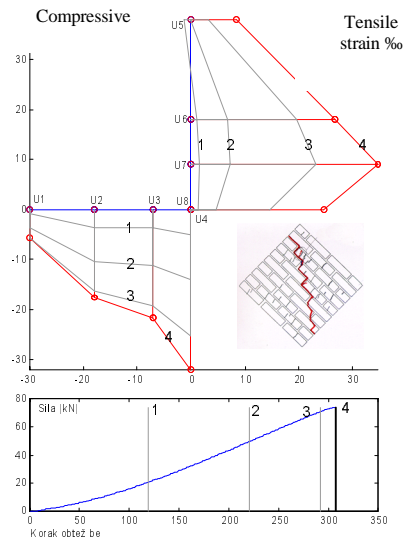 Compressive
Tensile
strain ‰
U5
30
20
U6
1 2 3 4
10
U7
U1 U2 U3 U8
0
U4
1
-10
2
3
-20
4
-30
-30 -20 -10 0 10 20 30
80
Sila |kN|
1 2 3 4
60
40
20
0
0 50 100 150 200 250 300 350
Korak obtež be